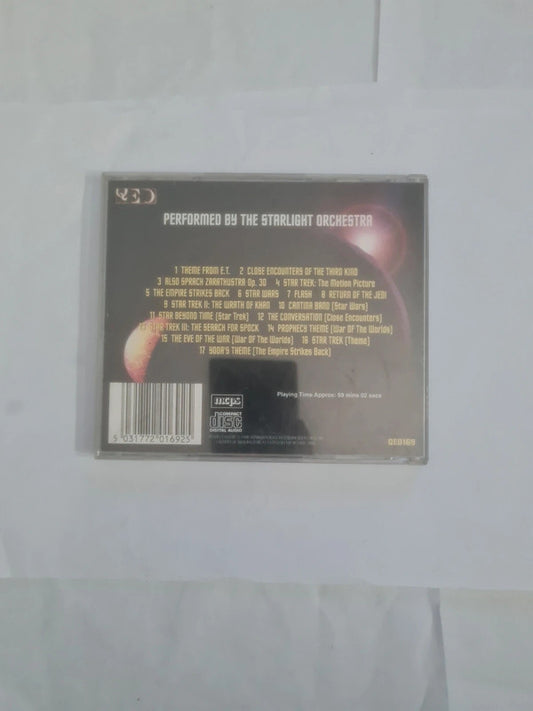 QED
PERFORMED BY THE STARLIGHT ORCHESTRA
1 THEME FROM E.T. 2 CLOSE ENCOUNTERS OF THE THIRD KIND
3 ALSO SPRACH ZARATHUSTRA Op. 30 4 STAR TREK: The Motion Picture
5 THE EMPIRE STRIKES BACK 6 STAR WARS 7 FLASH 8 RETURN OF THE JEDI
9 STAR TREK II: THE WRATH OF KHAN 10 CANTINA BAND (Star Wars)
11 STAR BEYOND TIME (Star Trek) 12 THE CONVERSATION (Close Encounters)
13 STAR TREK III: THE SEARCH FOR SPOCK 14 PROPHECY THEME (War Of The Worlds)
15 THE EVE OF THE WAR (War Of The Worlds) 16 STAR TREK (Theme)
17 YODA'S THEME (The Empire Strikes Back)
Playing Time Approx: 59 mins 02 secs
mcps
COMPACT
disc
DIGITAL AUDIO
5 031772 016925
QED169